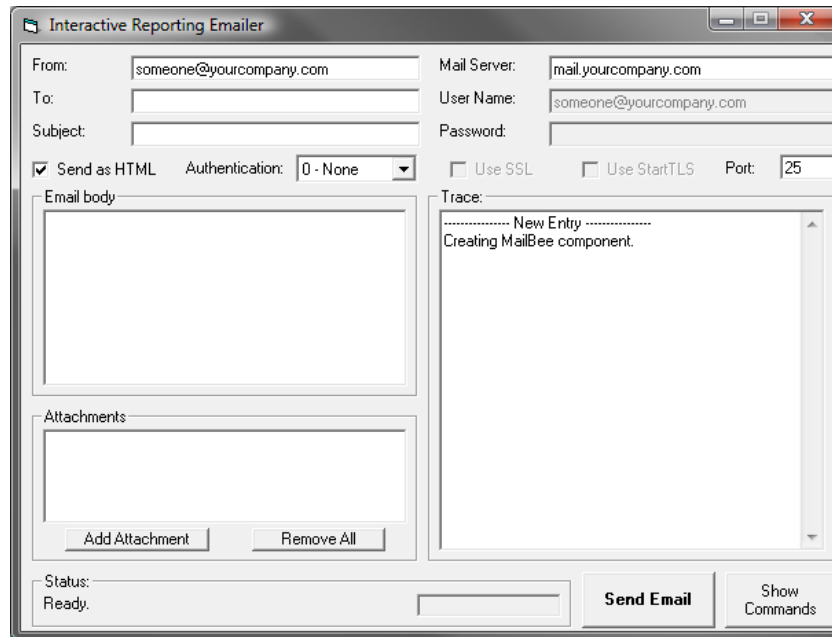 Interactive Reporting Emailer
From: someone@yourcompany.com
Mail Server: mail.yourcompany.com
To:
User Name: someone@yourcompany.com
Subject:
Password:
Send as HTML Authentication: 0 - None Use SSL Use StartTLS Port: 25
Email body
Trace:
--------------- New Entry ---------------
Creating MailBee component.
Attachments
Add Attachment Remove All
Status:
Ready.
Send Email
Show
Commands